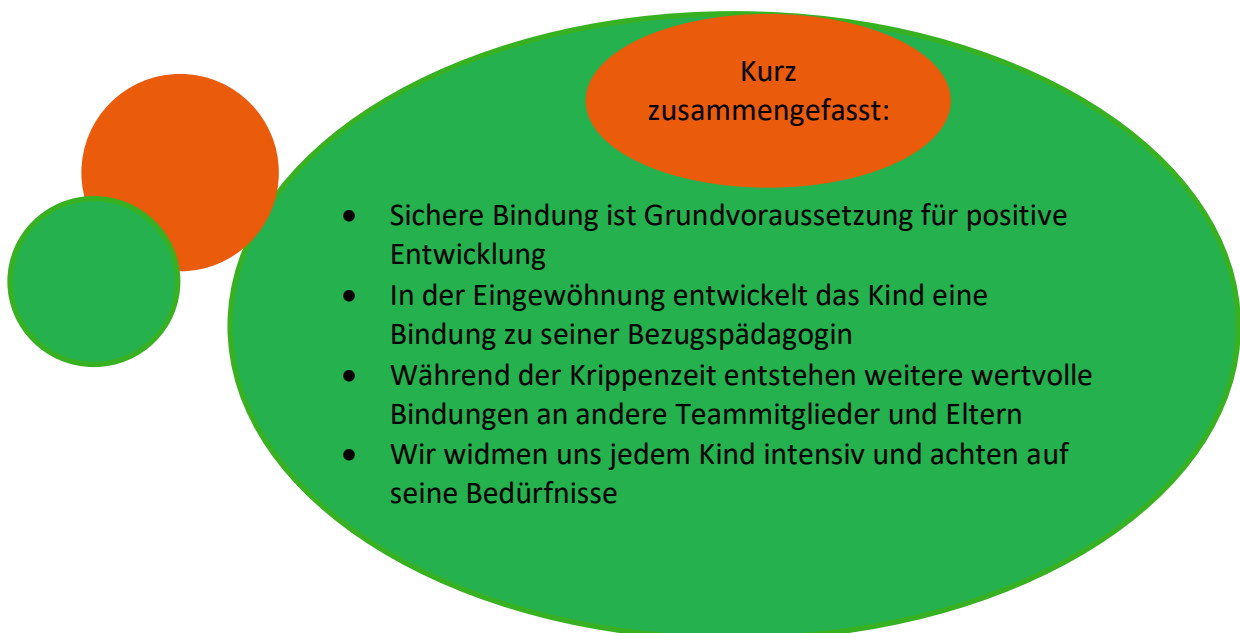 Kurz
zusammengefasst:
• Sichere Bindung ist Grundvoraussetzung für positive
Entwicklung
• In der Eingewöhnung entwickelt das Kind eine
Bindung zu seiner Bezugspädagogin
• Während der Krippenzeit entstehen weitere wertvolle
Bindungen an andere Teammitglieder und Eltern
• Wir widmen uns jedem Kind intensiv und achten auf
seine Bedürfnisse